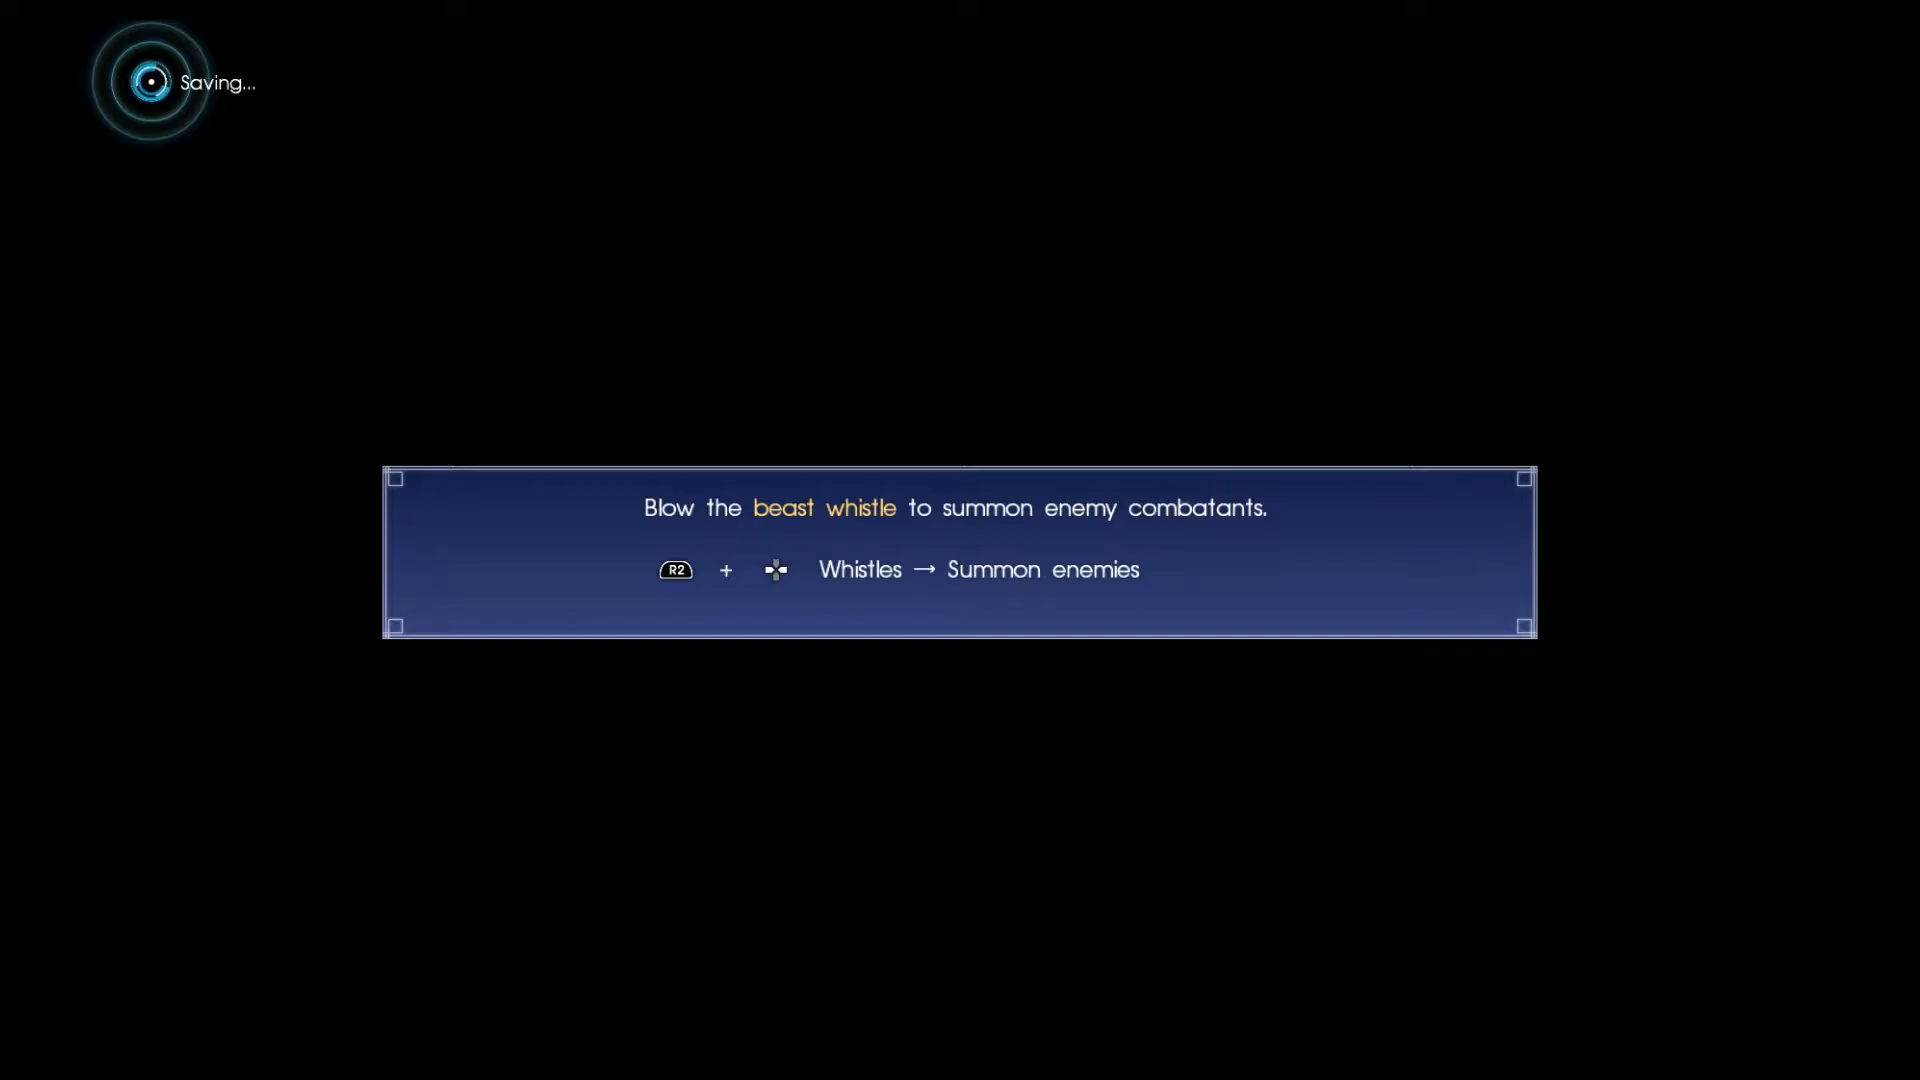 Saving...
Blow the beast whistle to summon enemy combatants.
R2 + Whistles → Summon enemies